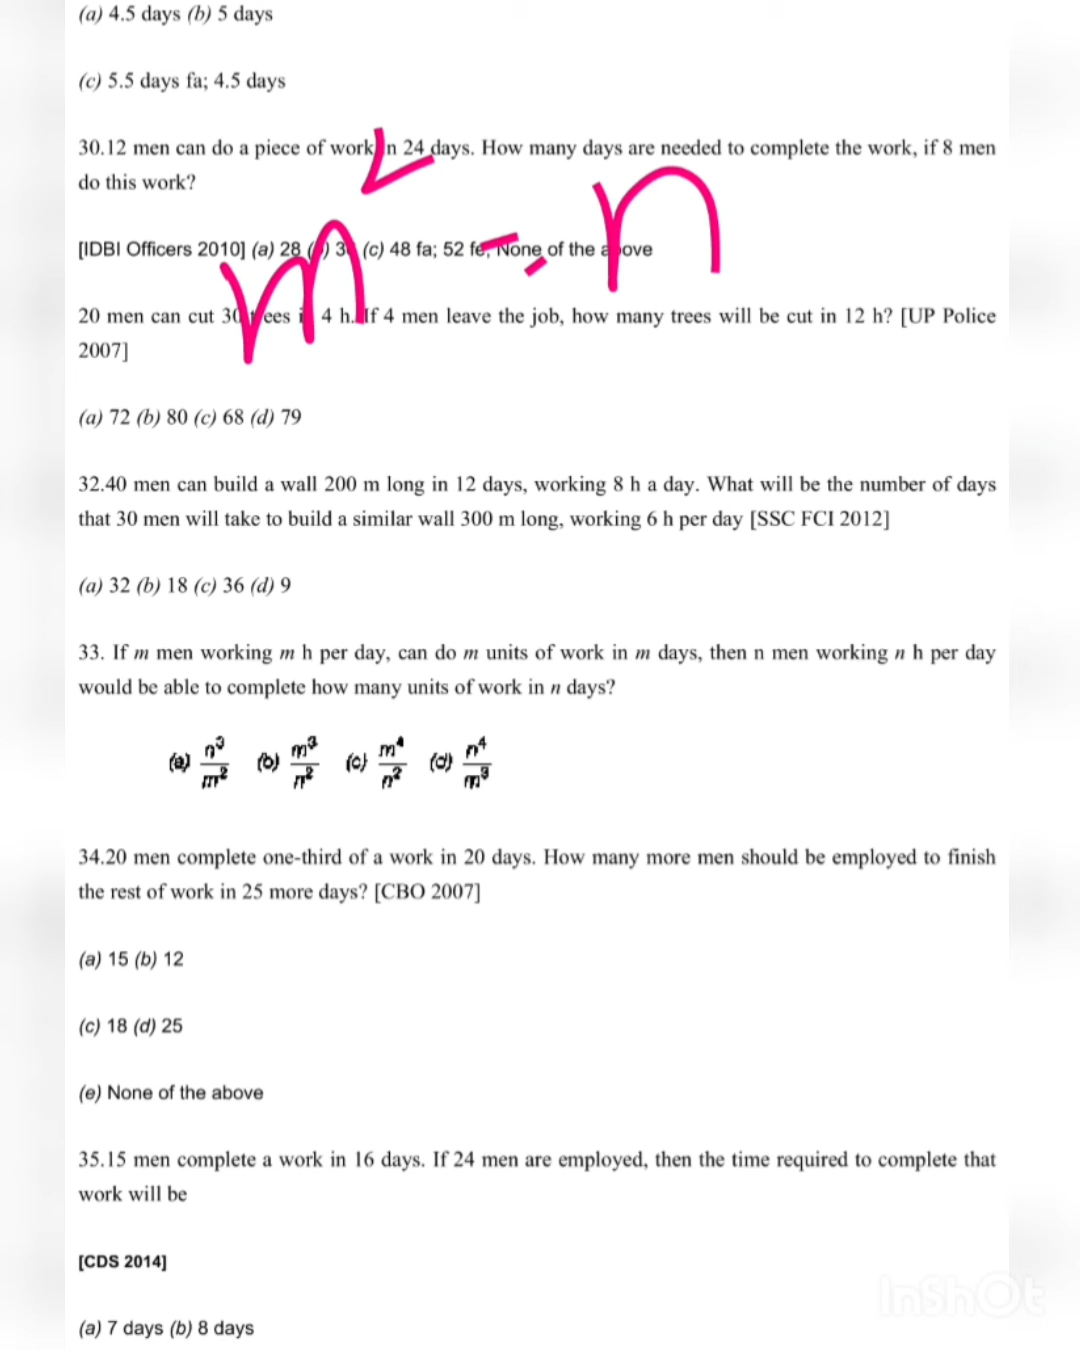 (a) 4.5 days (b) 5 days
(c) 5.5 days fa; 4.5 days
30.12 men can do a piece of work in 24 days. How many days are needed to complete the work, if 8 men
do this work?
[IDBI Officers 2010] (a) 28 (c) 48 fa; 52 fe; None of the above
20 men can cut 30 trees 4 h. If 4 men leave the job, how many trees will be cut in 12 h? [UP Police
2007]
(a) 72 (b) 80 (c) 68 (d) 79
32.40 men can build a wall 200 m long in 12 days, working 8 h a day. What will be the number of days
that 30 men will take to build a similar wall 300 m long, working 6 h per day [SSC FCI 2012]
(a) 32 (b) 18 (c) 36 (d) 9
33. If m men working m h per day, can do m units of work in m days, then n men working n h per day
would be able to complete how many units of work in n days?
(a) n³/m² (b) m³/n² (c) m⁴/n² (d) n⁴/m³
34.20 men complete one-third of a work in 20 days. How many more men should be employed to finish
the rest of work in 25 more days? [CBO 2007]
(a) 15 (b) 12
(c) 18 (d) 25
(e) None of the above
35.15 men complete a work in 16 days. If 24 men are employed, then the time required to complete that
work will be
[CDS 2014]
(a) 7 days (b) 8 days
InShOt